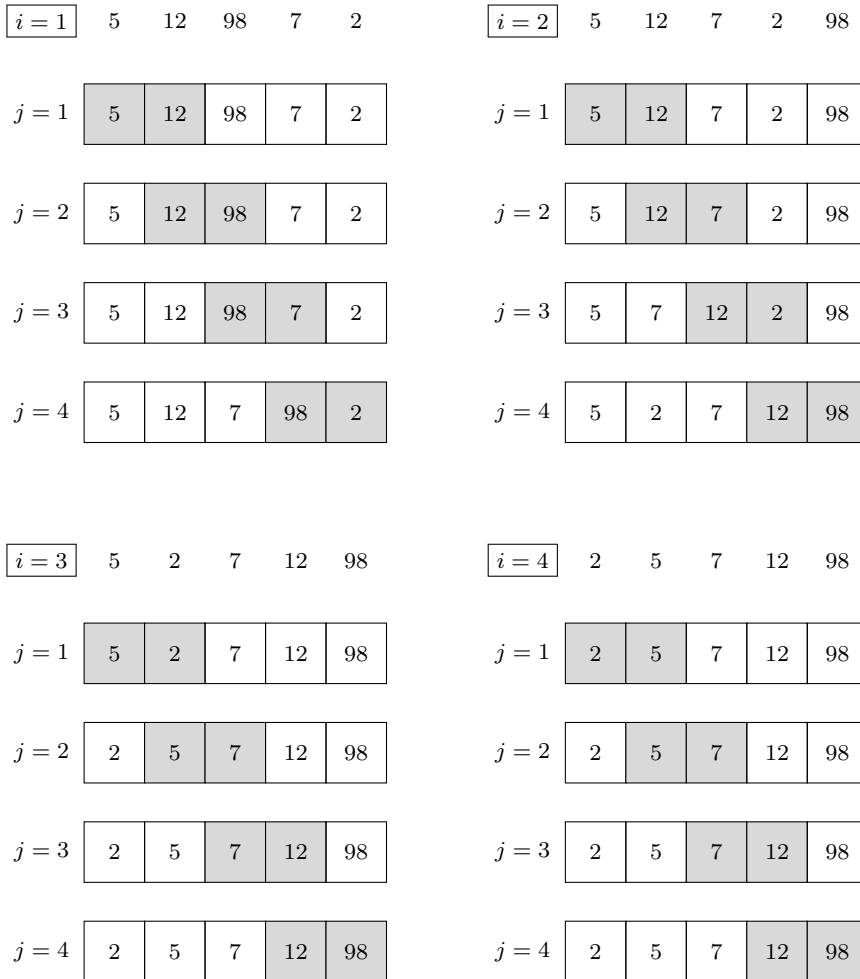 i = 1 5 12 98 7 2
j = 1 5 12 98 7 2
j = 2 5 12 98 7 2
j = 3 5 12 98 7 2
j = 4 5 12 7 98 2
i = 2 5 12 7 2 98
j = 1 5 12 7 2 98
j = 2 5 12 7 2 98
j = 3 5 7 12 2 98
j = 4 5 2 7 12 98
i = 3 5 2 7 12 98
j = 1 5 2 7 12 98
j = 2 2 5 7 12 98
j = 3 2 5 7 12 98
j = 4 2 5 7 12 98
i = 4 2 5 7 12 98
j = 1 2 5 7 12 98
j = 2 2 5 7 12 98
j = 3 2 5 7 12 98
j = 4 2 5 7 12 98